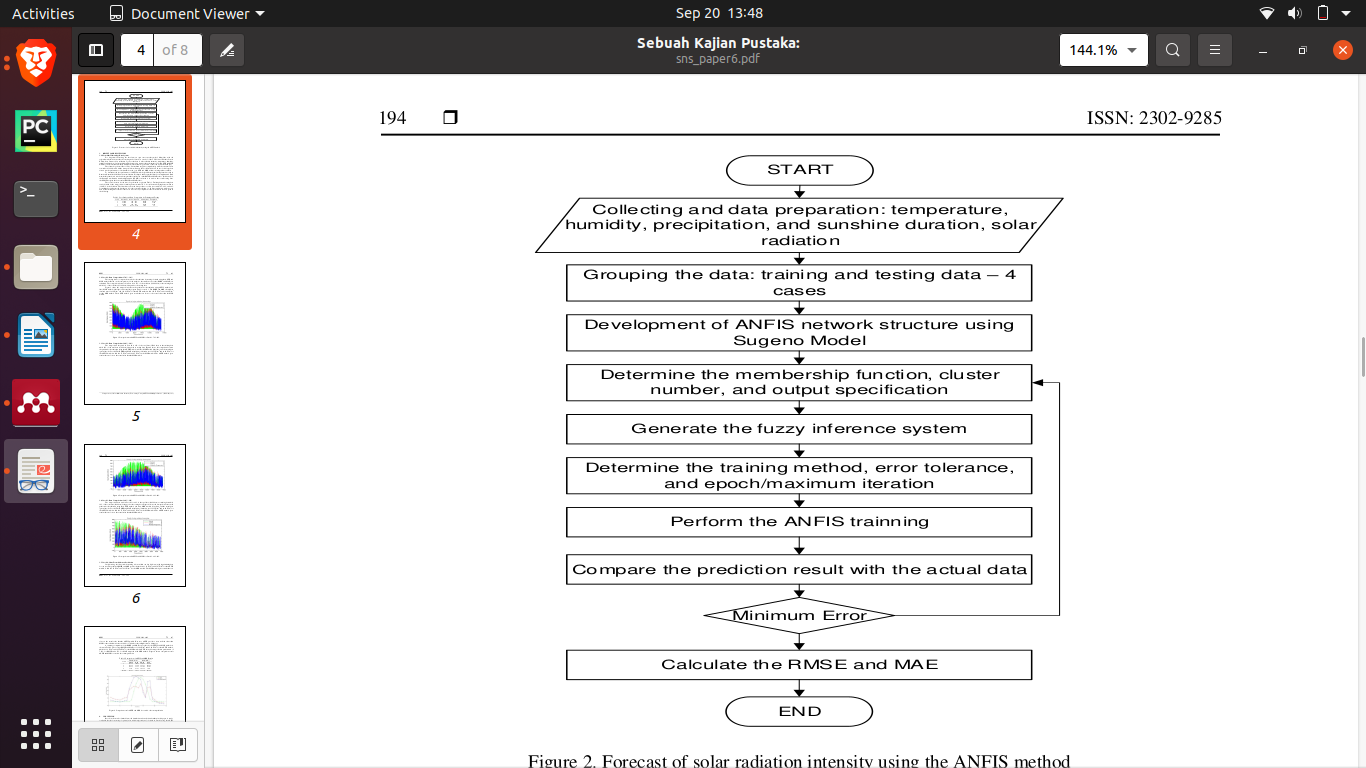 Activities
Document Viewer
Sep 20 13:48
4
of 8
Sebuah Kajian Pustaka:
sns_paper6.pdf
144.1%
PC
>_
4
5
6
194
ISSN: 2302-9285
START
Collecting and data preparation: temperature,
humidity, precipitation, and sunshine duration, solar
radiation
Grouping the data: training and testing data – 4
cases
Development of ANFIS network structure using
Sugeno Model
Determine the membership function, cluster
number, and output specification
Generate the fuzzy inference system
Determine the training method, error tolerance,
and epoch/maximum iteration
Perform the ANFIS trainning
Compare the prediction result with the actual data
Minimum Error
Calculate the RMSE and MAE
END
Figure 2. Forecast of solar radiation intensity using the ANFIS method